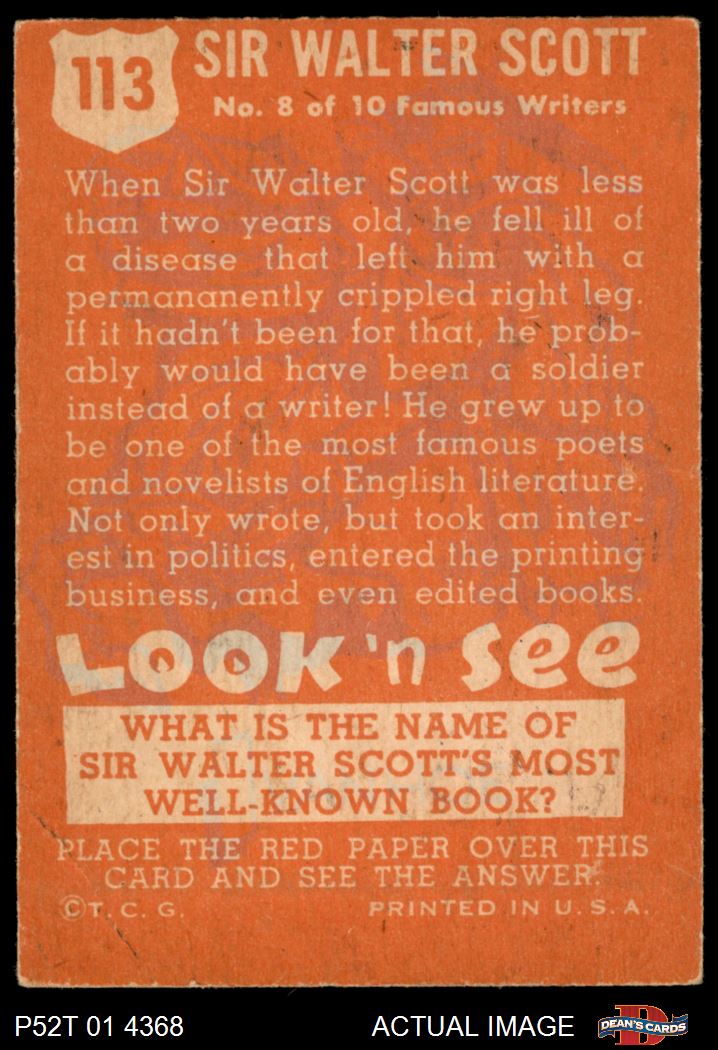 113
SIR WALTER SCOTT
No. 8 of 10 Famous Writers
When Sir Walter Scott was less
than two years old, he fell ill of
a disease that left him with a
permananently crippled right leg.
If it hadn't been for that, he prob-
ably would have been a soldier
instead of a writer! He grew up to
be one of the most famous poets
and novelists of English literature.
Not only wrote, but took an inter-
est in politics, entered the printing
business, and even edited books.
LOOK 'n See
WHAT IS THE NAME OF
SIR WALTER SCOTT'S MOST
WELL-KNOWN BOOK?
PLACE THE RED PAPER OVER THIS
CARD AND SEE THE ANSWER.
©T. C. G. PRINTED IN U. S. A.
P52T 01 4368 ACTUAL IMAGE D DEAN'S CARDS